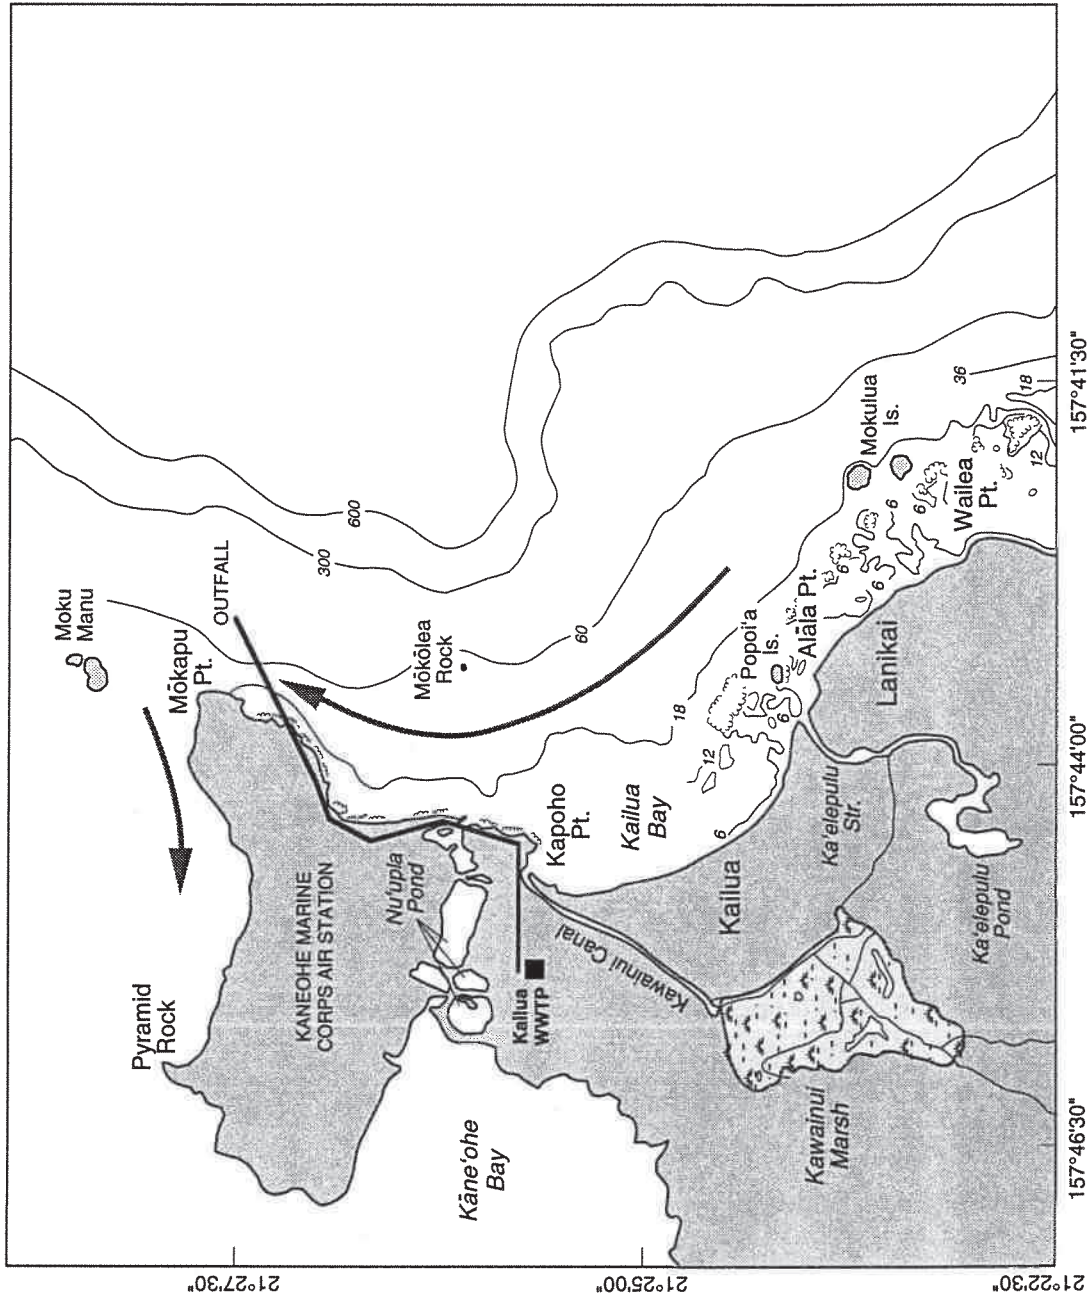 Moku
Manu
Mōkapu
Pt.
OUTFALL
Pyramid
Rock
KANEOHE MARINE
CORPS AIR STATION
Nu'upla
Pond
Mōkōlea
Rock
600
300
60
18
Kāne'ohe
Bay
Kailua
WWTP
Kapoho
Pt.
Kailua
Bay
Kawainui Canal
12
6
Popoi'a
Is.
6
Alāla Pt.
6
6
6
6
Mokulua
Is.
36
18
12
Wailea
Pt.
Kailua
Lanikai
Ka'elepulu
Str.
Ka'elepulu
Pond
Kawainui
Marsh
21°27'30"
21°25'00"
21°22'30"
157°46'30"
157°44'00"
157°41'30"